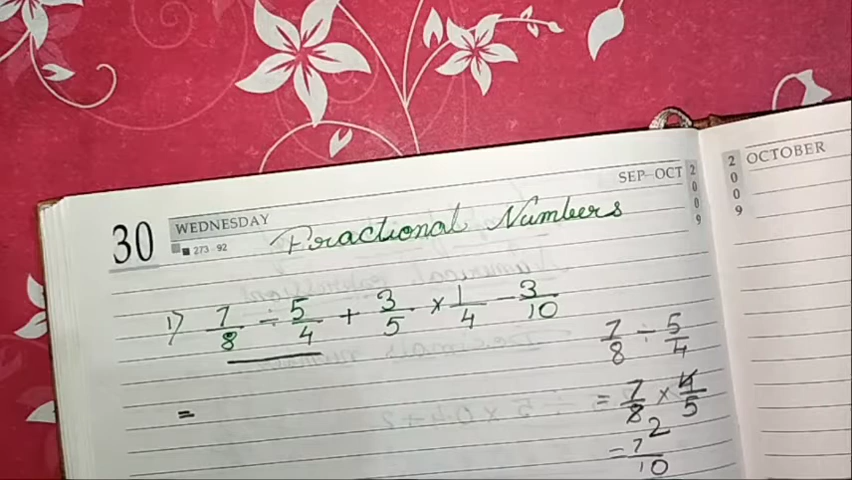 SEP-OCT 2009
2009 OCTOBER
30 WEDNESDAY
273-92
Fractional Numbers
1) 7/8 ÷ 5/4 + 3/5 × 1/4 - 3/10
=
7/8 ÷ 5/4
= 7/8 × 4/5
2
= 7/10